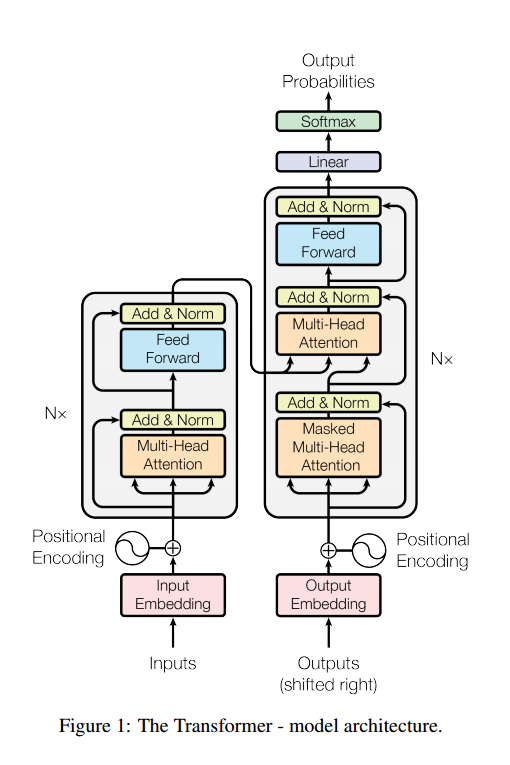 Output
Probabilities
Softmax
Linear
Add & Norm
Feed
Forward
Add & Norm
Multi-Head
Attention
Nx
Add & Norm
Masked
Multi-Head
Attention
Add & Norm
Feed
Forward
Nx
Add & Norm
Multi-Head
Attention
Positional
Encoding
Positional
Encoding
Input
Embedding
Output
Embedding
Inputs
Outputs
(shifted right)
Figure 1: The Transformer - model architecture.